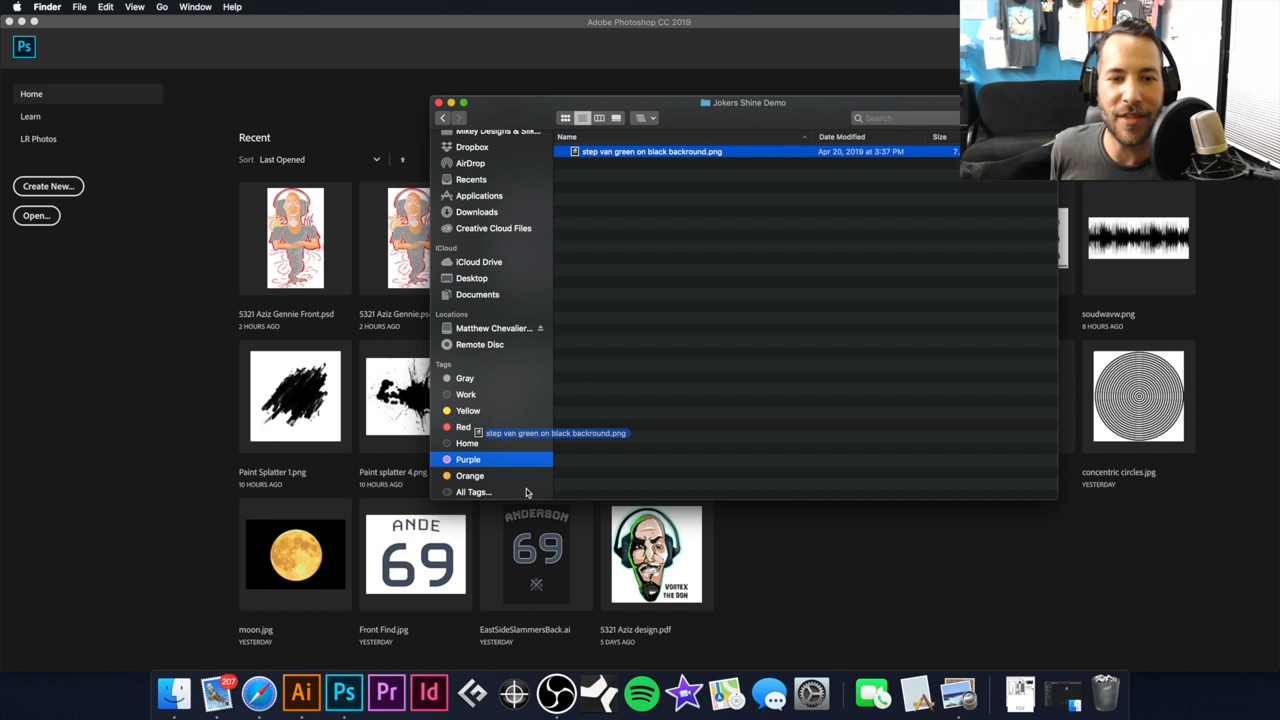 Finder File Edit View Go Window Help
Adobe Photoshop CC 2019
Ps
Home
Learn
LR Photos
Create New...
Open...
Recent
Sort Last Opened
Jokers Shine Demo
Search
Name Date Modified Size
step van green on black backround.png Apr 20, 2019 at 3:37 PM 7.
Mikey Designs & Silk...
Dropbox
AirDrop
Recents
Applications
Downloads
Creative Cloud Files
iCloud
iCloud Drive
Desktop
Documents
Locations
Matthew Chevalier...
Remote Disc
Tags
Gray
Work
Yellow
Red
step van green on black backround.png
Home
Purple
Orange
All Tags...
5321 Aziz Gennie Front.psd
2 HOURS AGO
5321 Aziz Gennie.ps
2 HOURS AGO
soudwavw.png
8 HOURS AGO
Paint Splatter 1.png
10 HOURS AGO
Paint splatter 4.png
10 HOURS AGO
concentric circles.jpg
YESTERDAY
ANDE
69
ANDERSON
69
VORTEX
THE DON
moon.jpg
YESTERDAY
Front Find.jpg
YESTERDAY
EastSideSlammersBack.ai
YESTERDAY
5321 Aziz design.pdf
5 DAYS AGO
207
Ai
Ps
Pr
Id
PDF